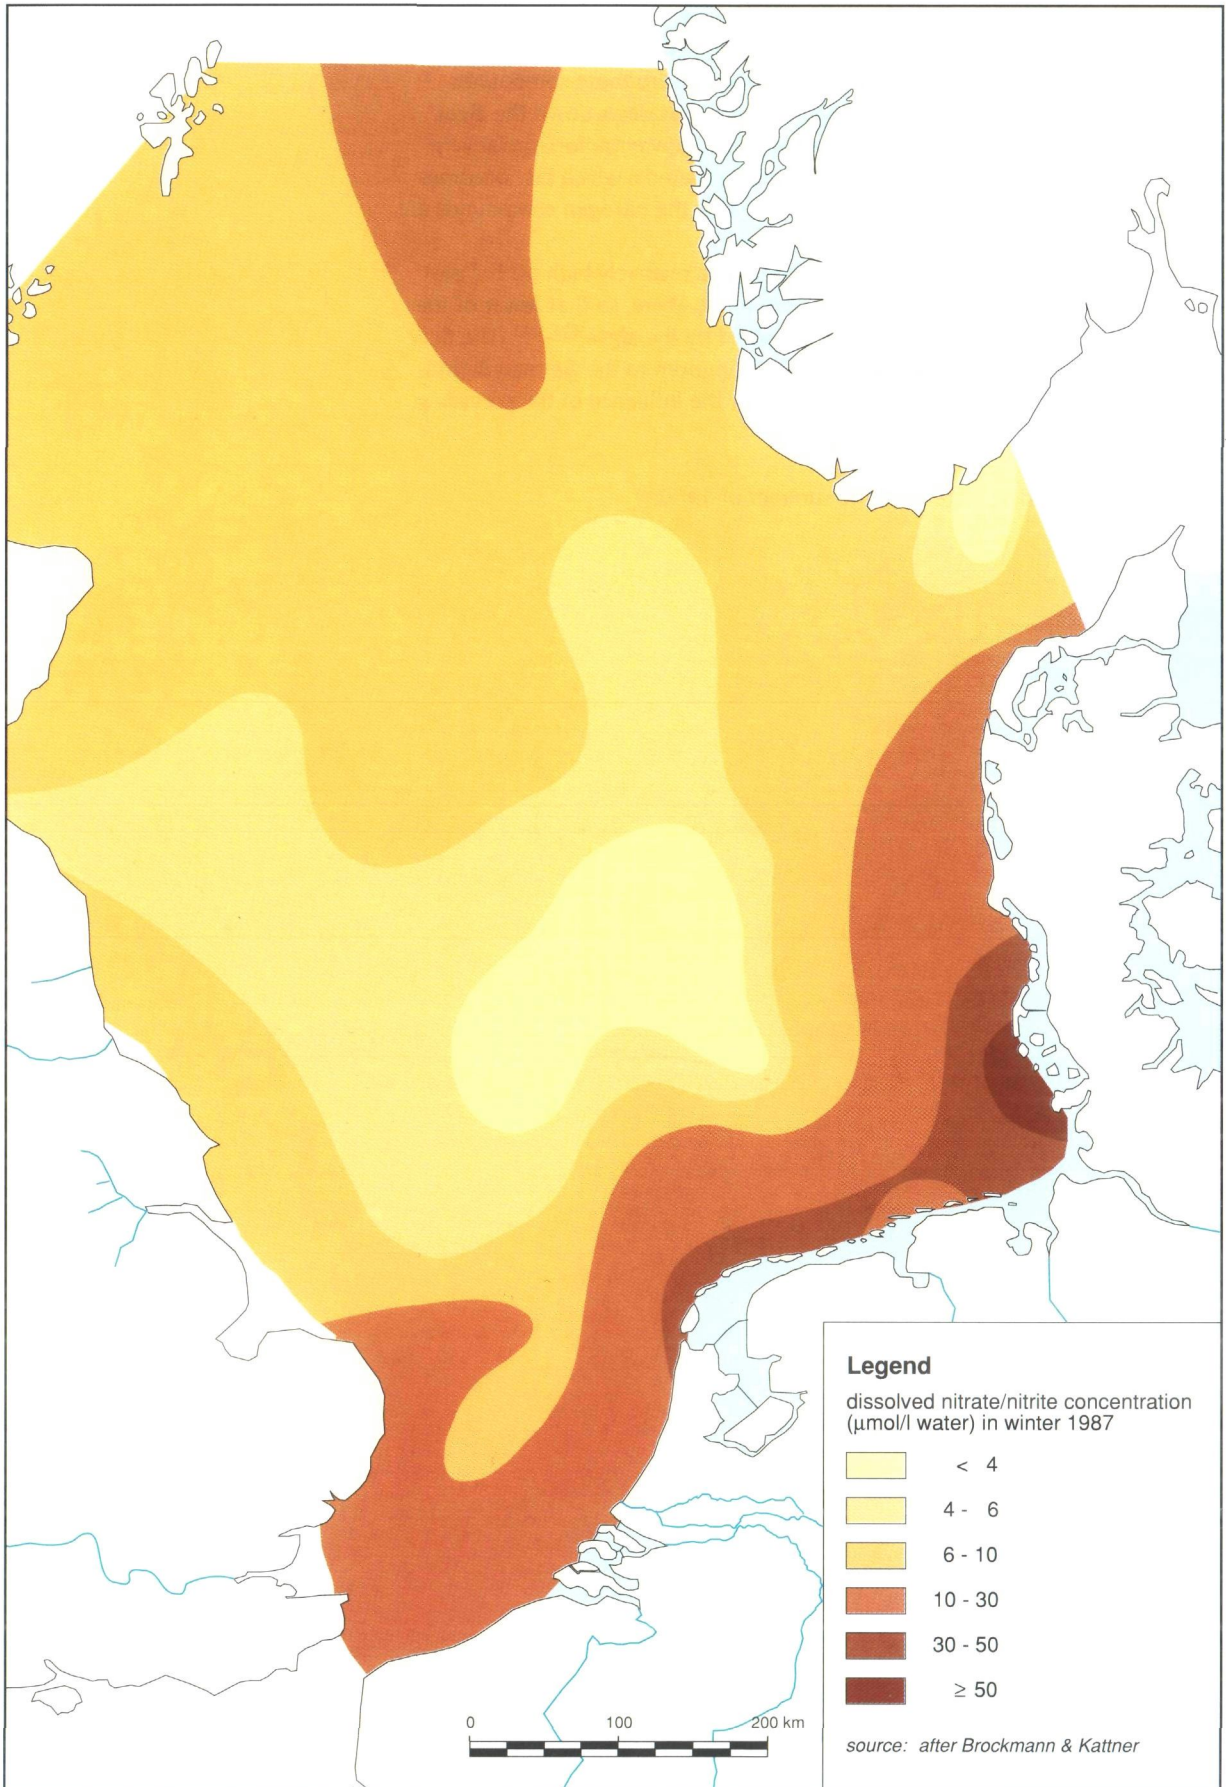 Legend
dissolved nitrate/nitrite concentration
(μmol/l water) in winter 1987
< 4
4 - 6
6 - 10
10 - 30
30 - 50
≥ 50
source: after Brockmann & Kattner
0 100 200 km